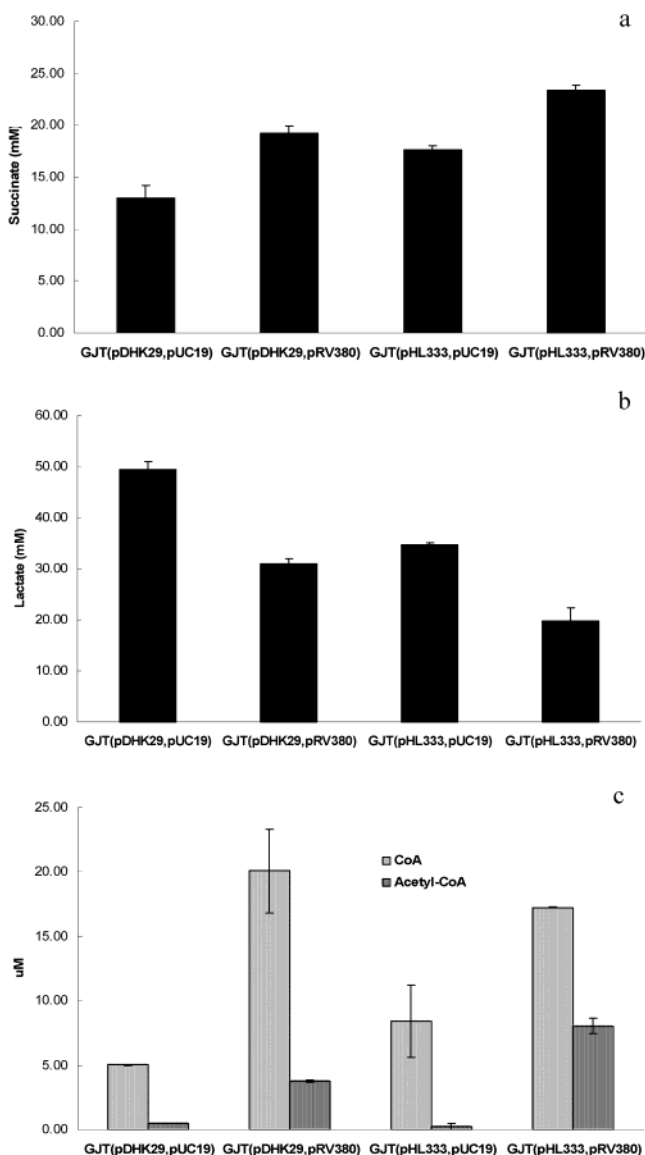 a
30.00
25.00
20.00
15.00
10.00
5.00
0.00
Succinate (mM)
GJT(pDHK29,pUC19) GJT(pDHK29,pRV380) GJT(pHL333,pUC19) GJT(pHL333,pRV380)
b
60.00
50.00
40.00
30.00
20.00
10.00
0.00
Lactate (mM)
GJT(pDHK29,pUC19) GJT(pDHK29,pRV380) GJT(pHL333,pUC19) GJT(pHL333,pRV380)
c
25.00
20.00
15.00
10.00
5.00
0.00
uM
CoA
Acetyl-CoA
GJT(pDHK29,pUC19) GJT(pDHK29,pRV380) GJT(pHL333,pUC19) GJT(pHL333,pRV380)